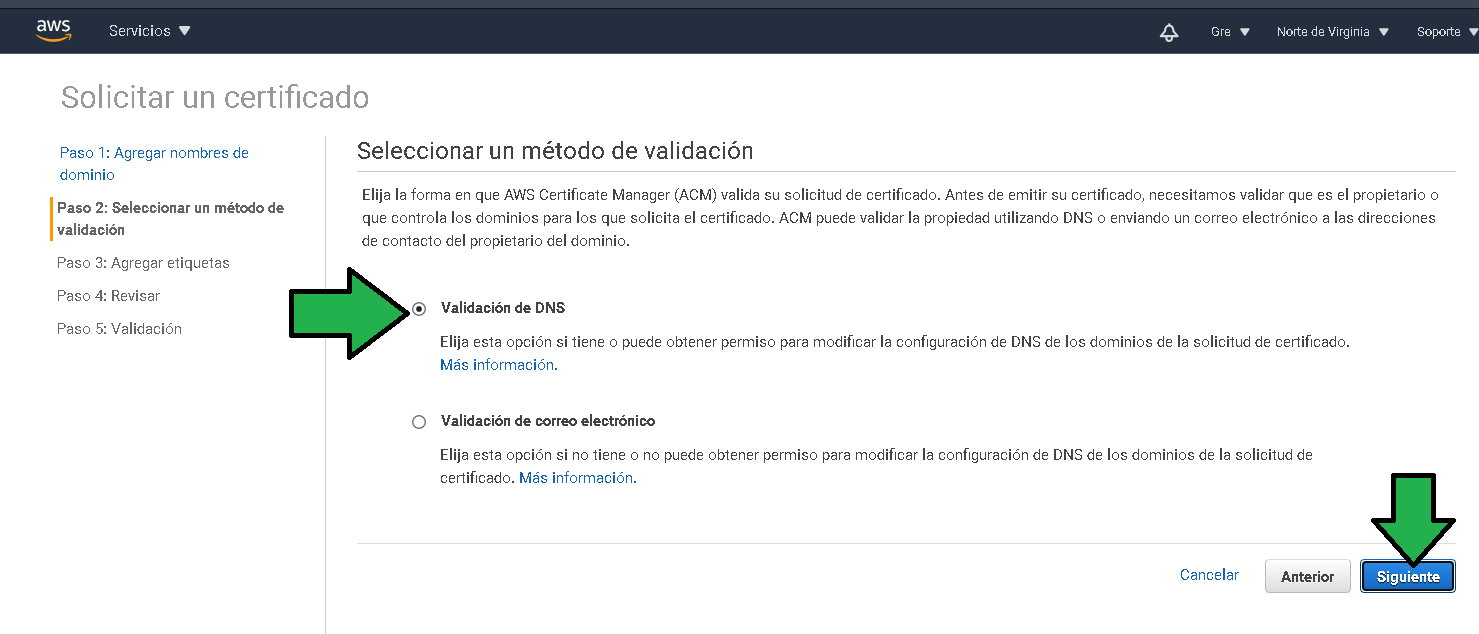 aws
Servicios
Gre
Norte de Virginia
Soporte
Solicitar un certificado
Paso 1: Agregar nombres de
dominio
Paso 2: Seleccionar un método de
validación
Paso 3: Agregar etiquetas
Paso 4: Revisar
Paso 5: Validación
Seleccionar un método de validación
Elija la forma en que AWS Certificate Manager (ACM) valida su solicitud de certificado. Antes de emitir su certificado, necesitamos validar que es el propietario o
que controla los dominios para los que solicita el certificado. ACM puede validar la propiedad utilizando DNS o enviando un correo electrónico a las direcciones
de contacto del propietario del dominio.
Validación de DNS
Elija esta opción si tiene o puede obtener permiso para modificar la configuración de DNS de los dominios de la solicitud de certificado.
Más información.
Validación de correo electrónico
Elija esta opción si no tiene o no puede obtener permiso para modificar la configuración de DNS de los dominios de la solicitud de
certificado. Más información.
Cancelar
Anterior
Siguiente